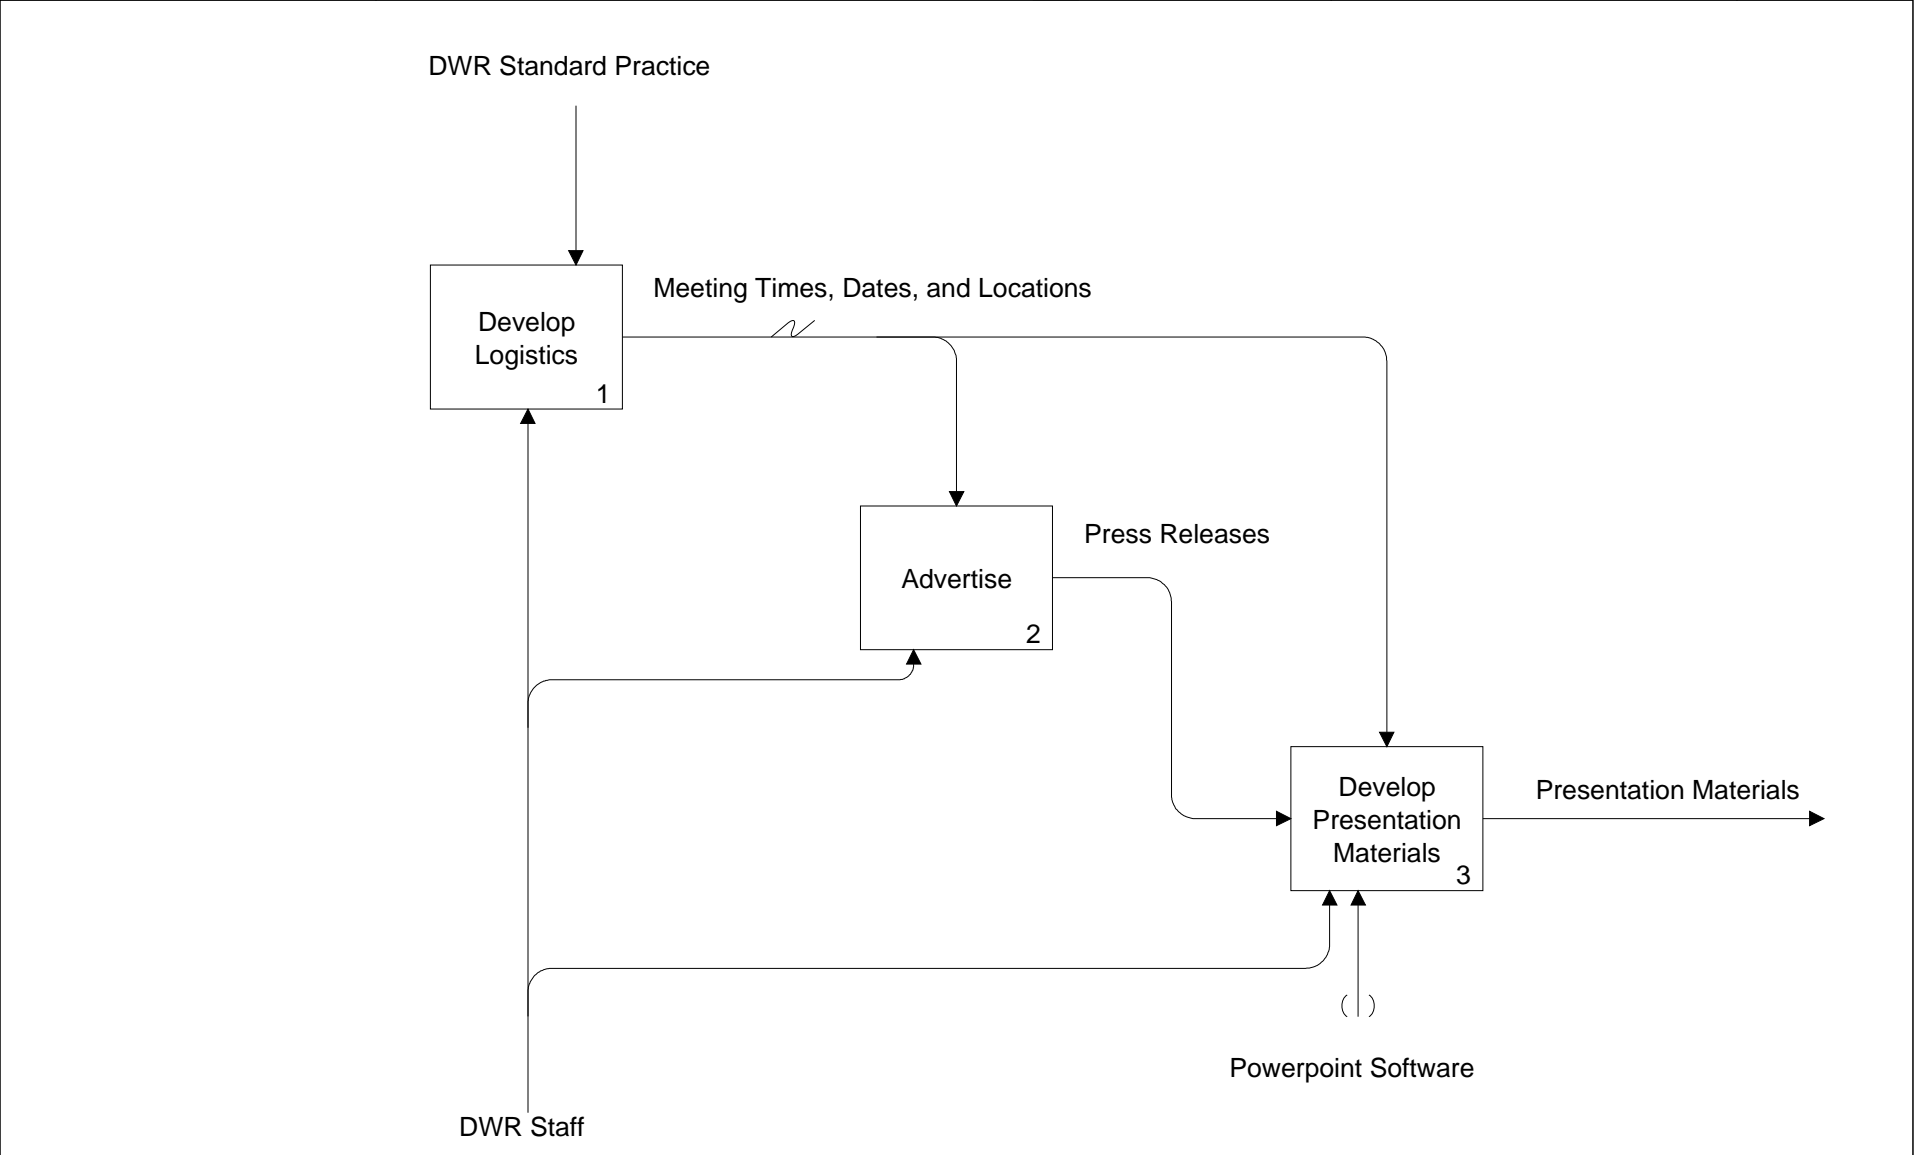 DWR Standard Practice
Meeting Times, Dates, and Locations
Develop
Logistics
1
Press Releases
Advertise
2
Presentation Materials
Develop
Presentation
Materials
3
Powerpoint Software
DWR Staff